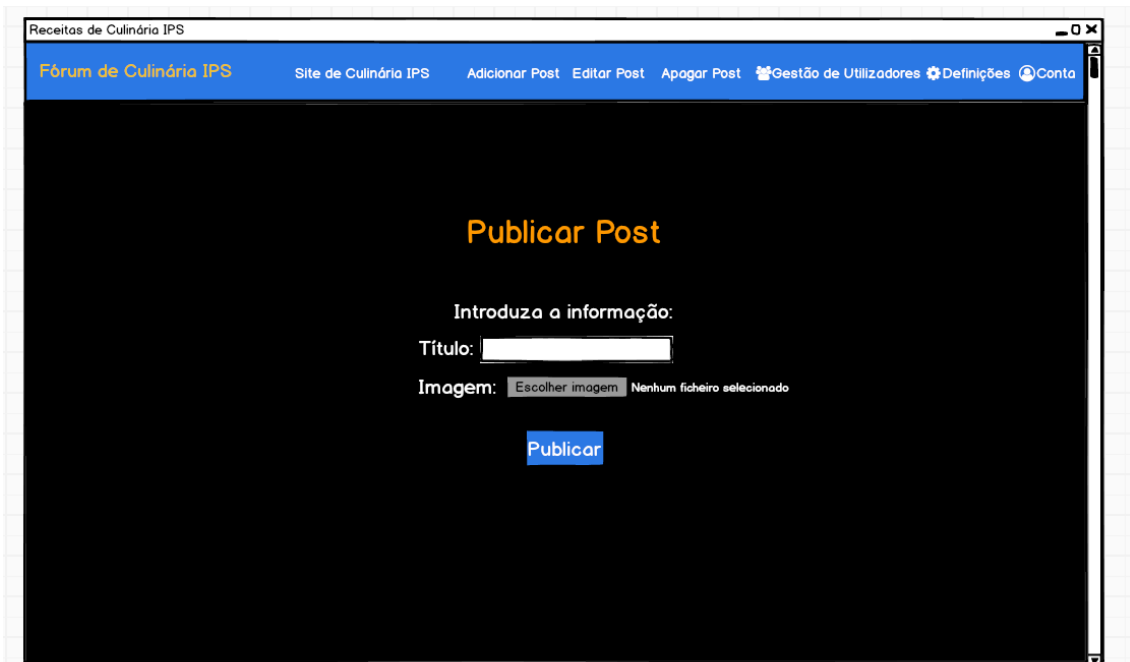 Receitas de Culinária IPS
Fórum de Culinária IPS Site de Culinária IPS Adicionar Post Editar Post Apagar Post Gestão de Utilizadores Definições Conta
Publicar Post
Introduza a informação:
Título:
Imagem: Escolher imagem Nenhum ficheiro selecionado
Publicar